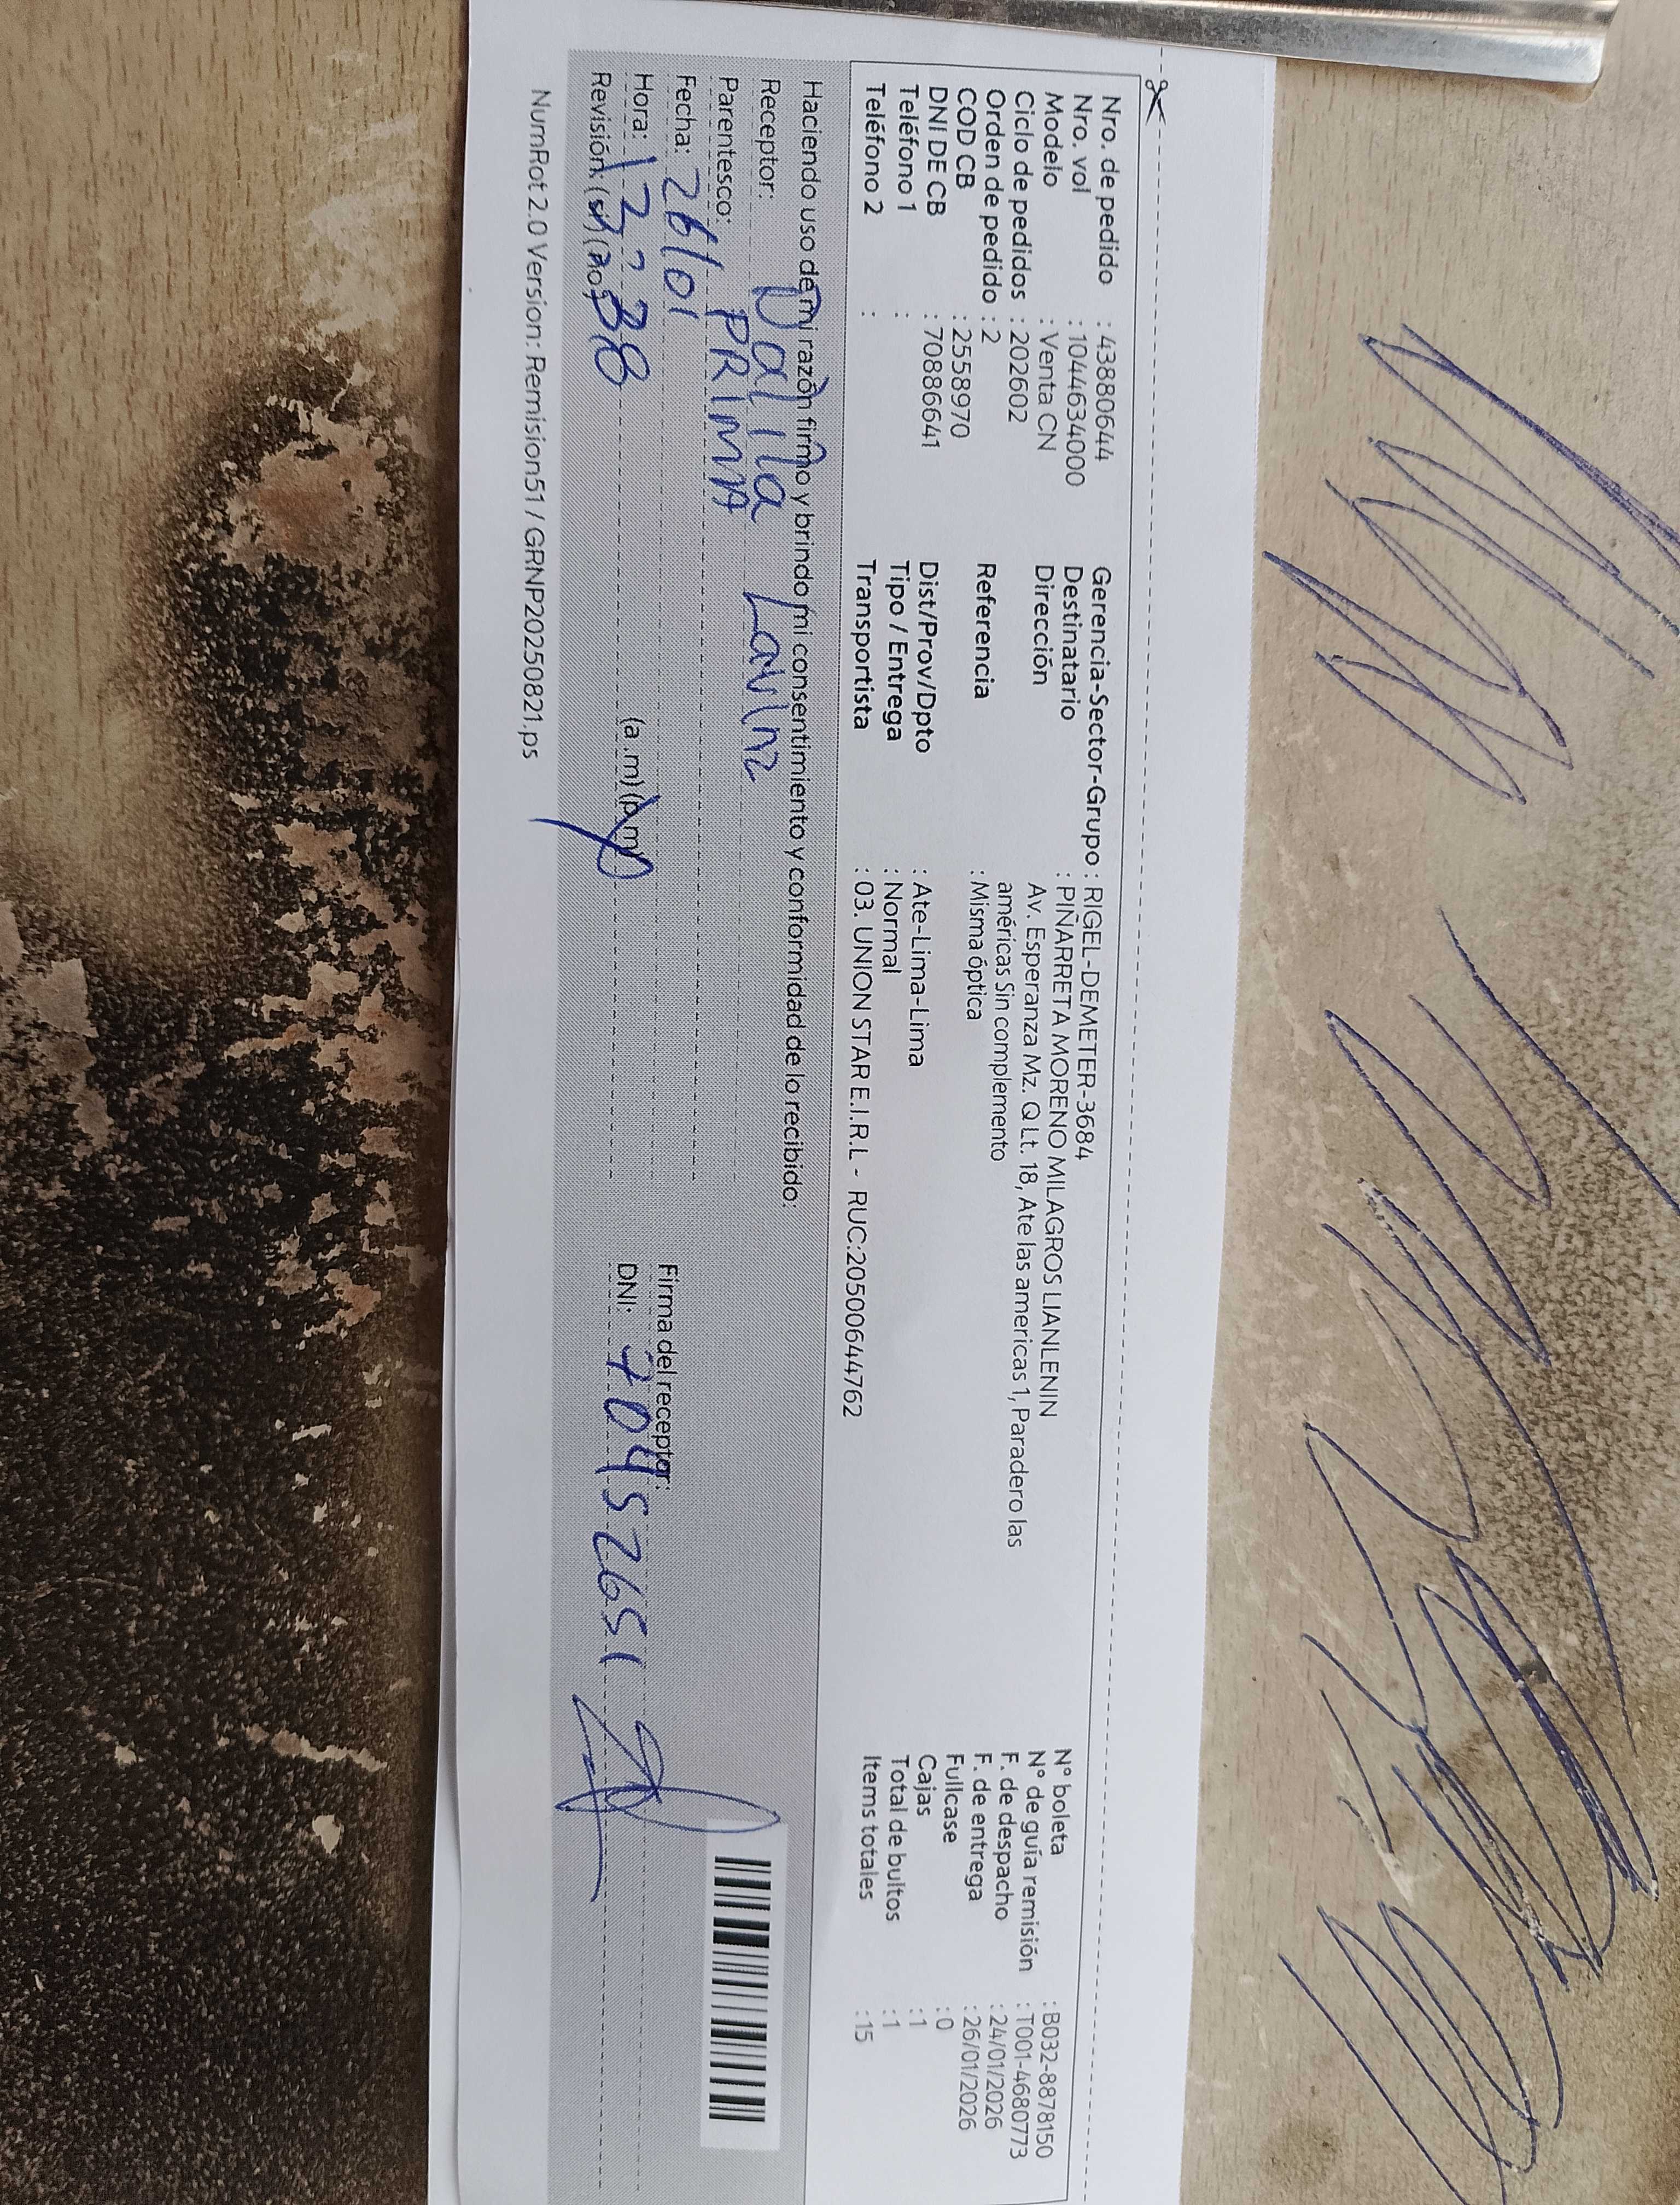 Nro. de pedido : 43880644
Nro. vol : 1044634000
Modelo : Venta CN
Ciclo de pedidos : 202602
Orden de pedido : 2
COD CB : 2558970
DNI DE CB : 70886641
Teléfono 1 :
Teléfono 2 :
Gerencia-Sector-Grupo : RIGEL-DEMETER-3684
Destinatario : PIÑARRETA MORENO MILAGROS LIANLENIN
Dirección Av. Esperanza Mz. Q Lt. 18, Ate las americas 1, Paradero las
américas Sin complemento
Referencia : Misma óptica
Dist/Prov/Dpto : Ate-Lima-Lima
Tipo / Entrega : Normal
Transportista : 03. UNION STAR E.I.R.L - RUC:20500644762
N° boleta : B032-8878150
N° de guía remisión : T001-4680773
F. de despacho : 24/01/2026
F. de entrega : 26/01/2026
Fullcase : 0
Cajas : 1
Total de bultos : 1
Items totales : 15
Haciendo uso de mi razón firmo y brindo mi consentimiento y conformidad de lo recibido:
Receptor: Dalila
Parentesco: PRIMA
Fecha: 26/01
Hora: 12:38 (a.m) (p.m)
Revisión: (si) (no)
Firma del receptor:
DNI: 70452651
NumRot 2.0 Version: Remision51 / GRNP20250821.ps